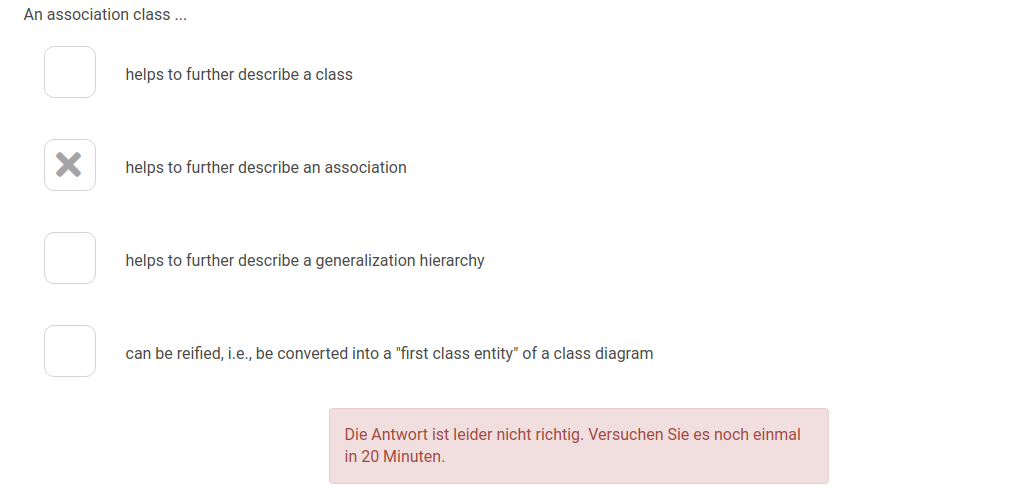 An association class ...
helps to further describe a class
helps to further describe an association
helps to further describe a generalization hierarchy
can be reified, i.e., be converted into a "first class entity" of a class diagram
Die Antwort ist leider nicht richtig. Versuchen Sie es noch einmal
in 20 Minuten.